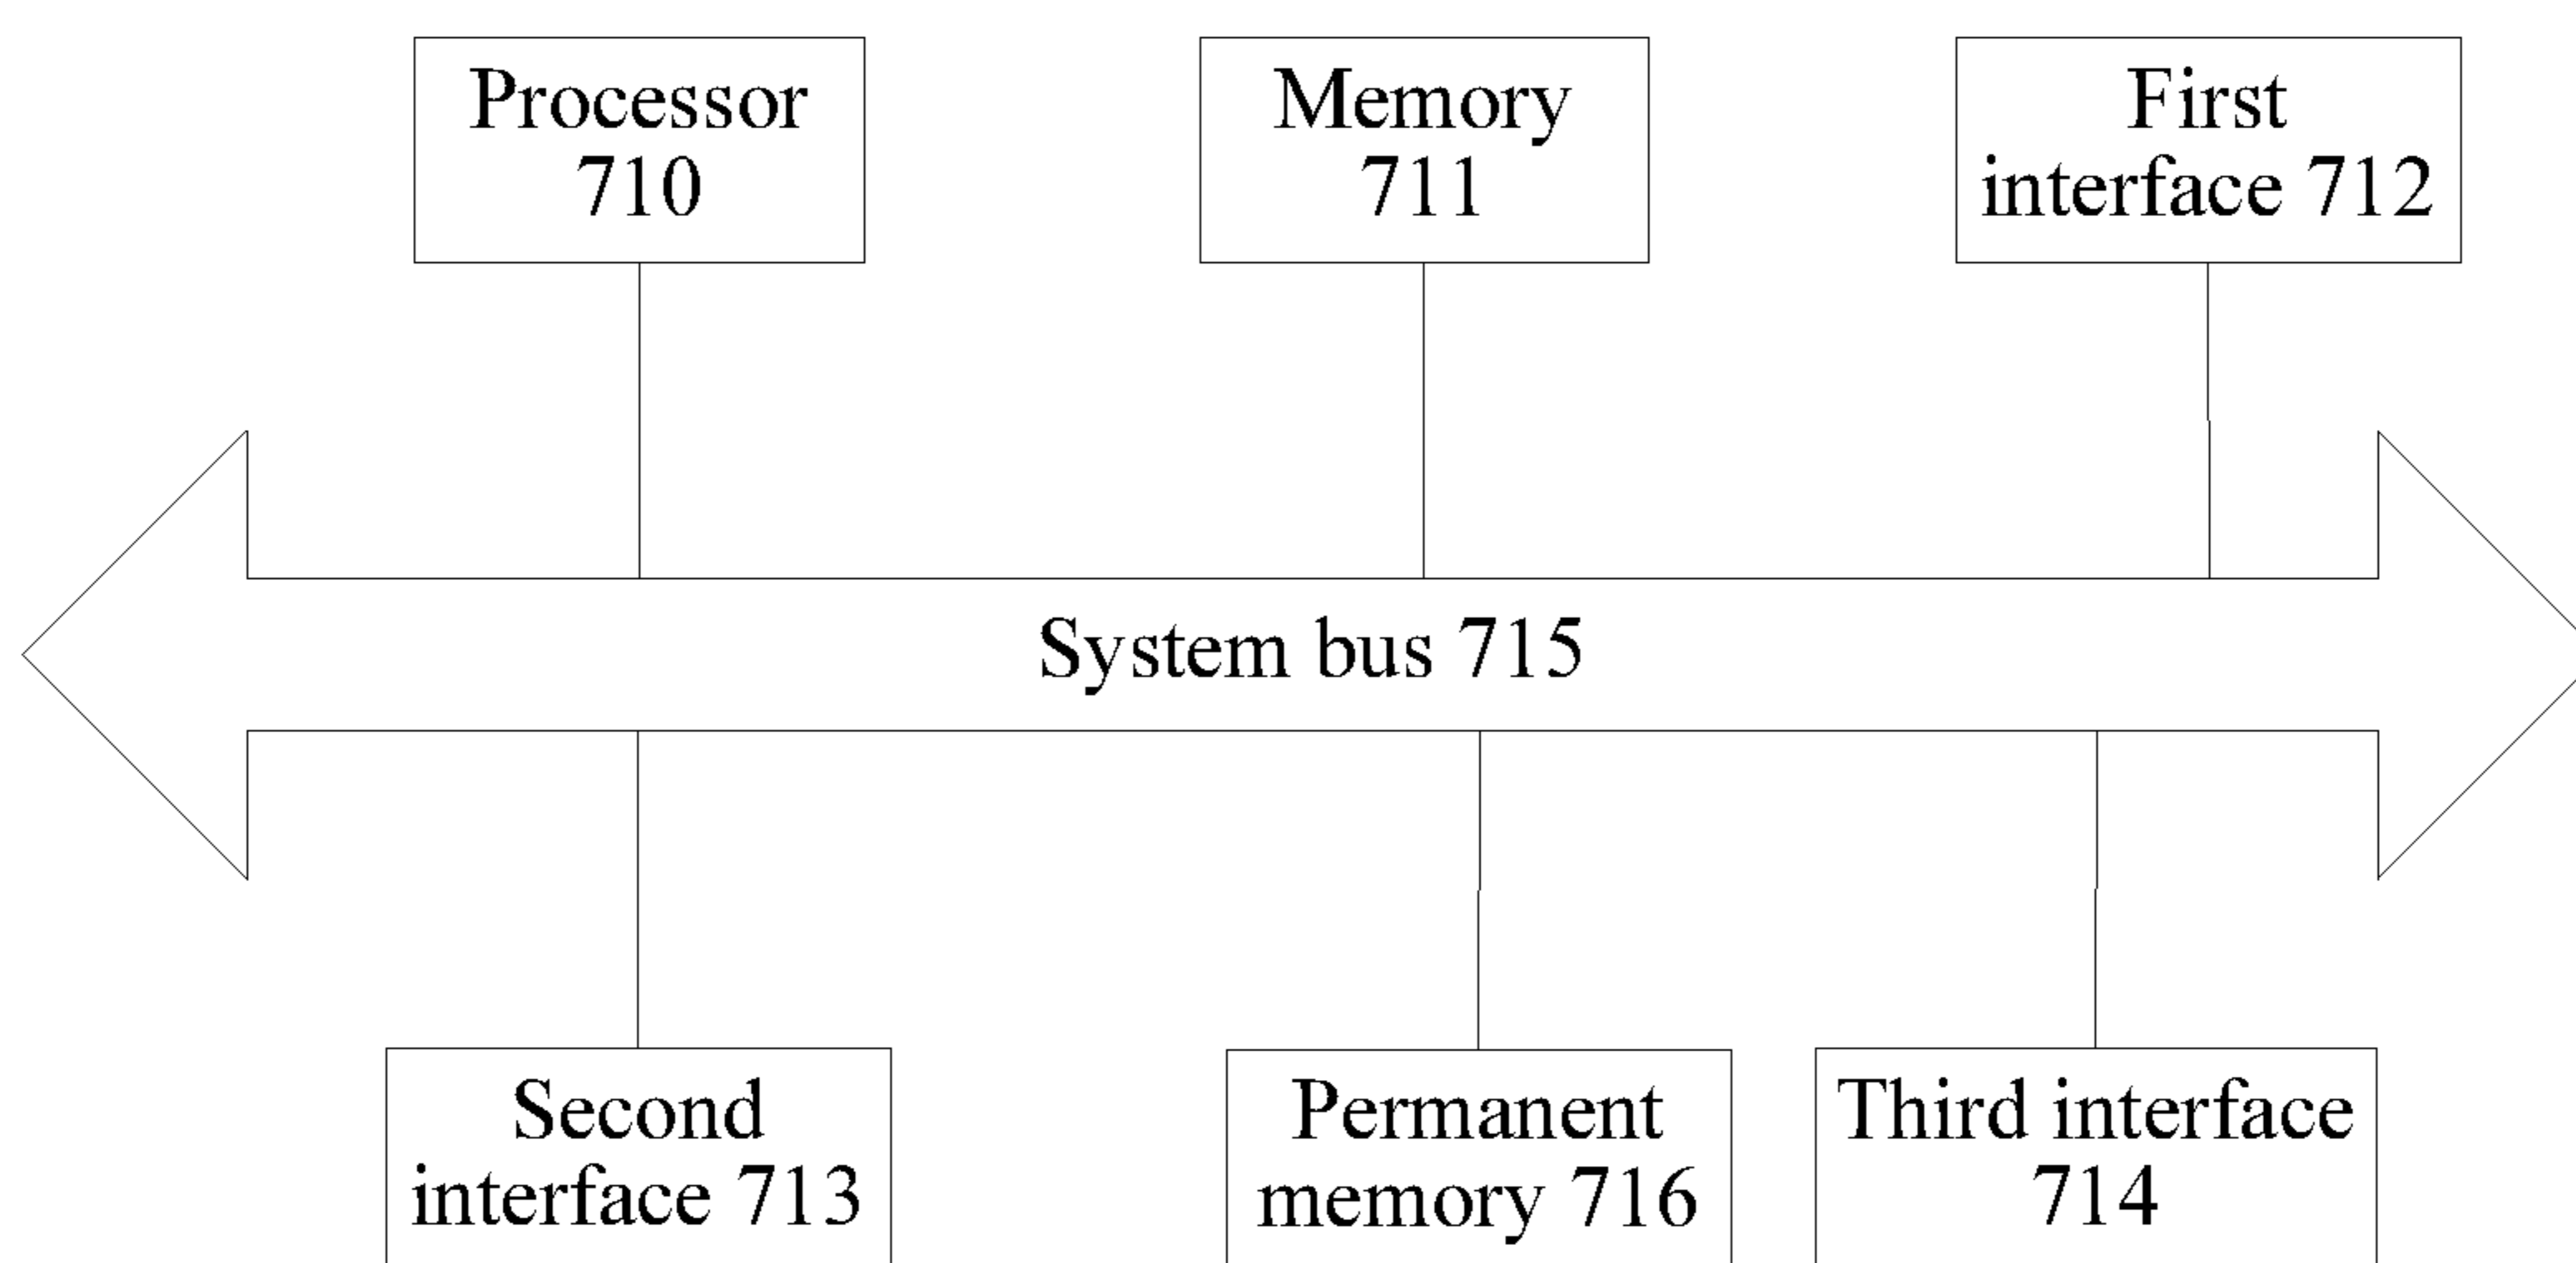 Processor
710
Memory
711
First
interface 712
System bus 715
Second
interface 713
Permanent
memory 716
Third interface
714